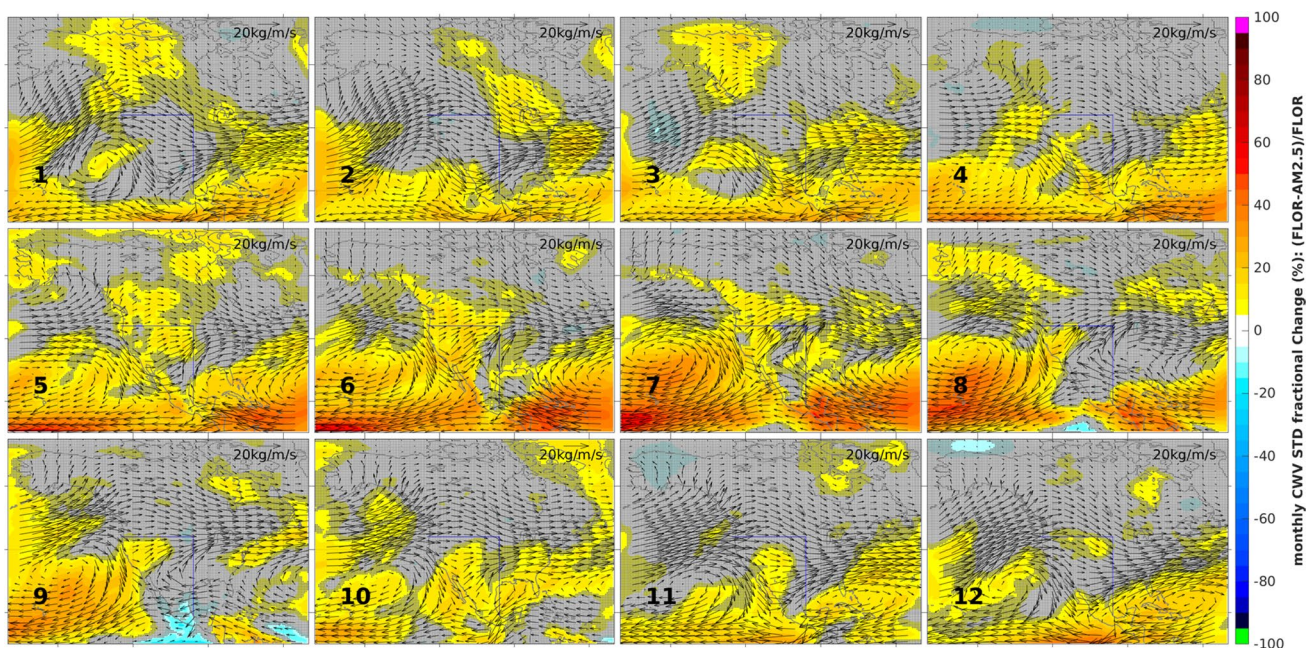 20kg/m/s 20kg/m/s 20kg/m/s 20kg/m/s
1 2 3 4
20kg/m/s 20kg/m/s 20kg/m/s 20kg/m/s
5 6 7 8
20kg/m/s 20kg/m/s 20kg/m/s 20kg/m/s
9 10 11 12
100
80
60
40
20
0
-20
-40
-60
-80
-100
monthly CWV STD fractional Change (%): (FLOR-AM2.5)/FLOR